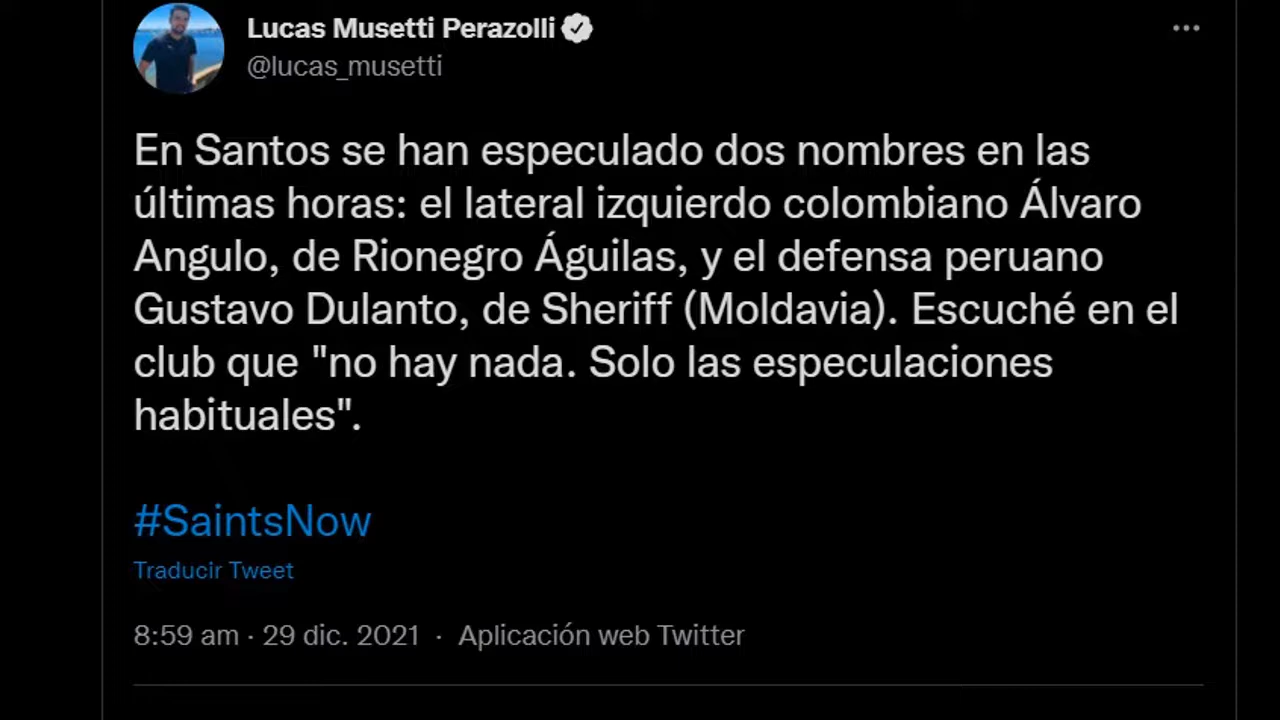 Lucas Musetti Perazolli
@lucas_musetti
En Santos se han especulado dos nombres en las
últimas horas: el lateral izquierdo colombiano Álvaro
Angulo, de Rionegro Águilas, y el defensa peruano
Gustavo Dulanto, de Sheriff (Moldavia). Escuché en el
club que "no hay nada. Solo las especulaciones
habituales".
#SaintsNow
Traducir Tweet
8:59 am · 29 dic. 2021 · Aplicación web Twitter